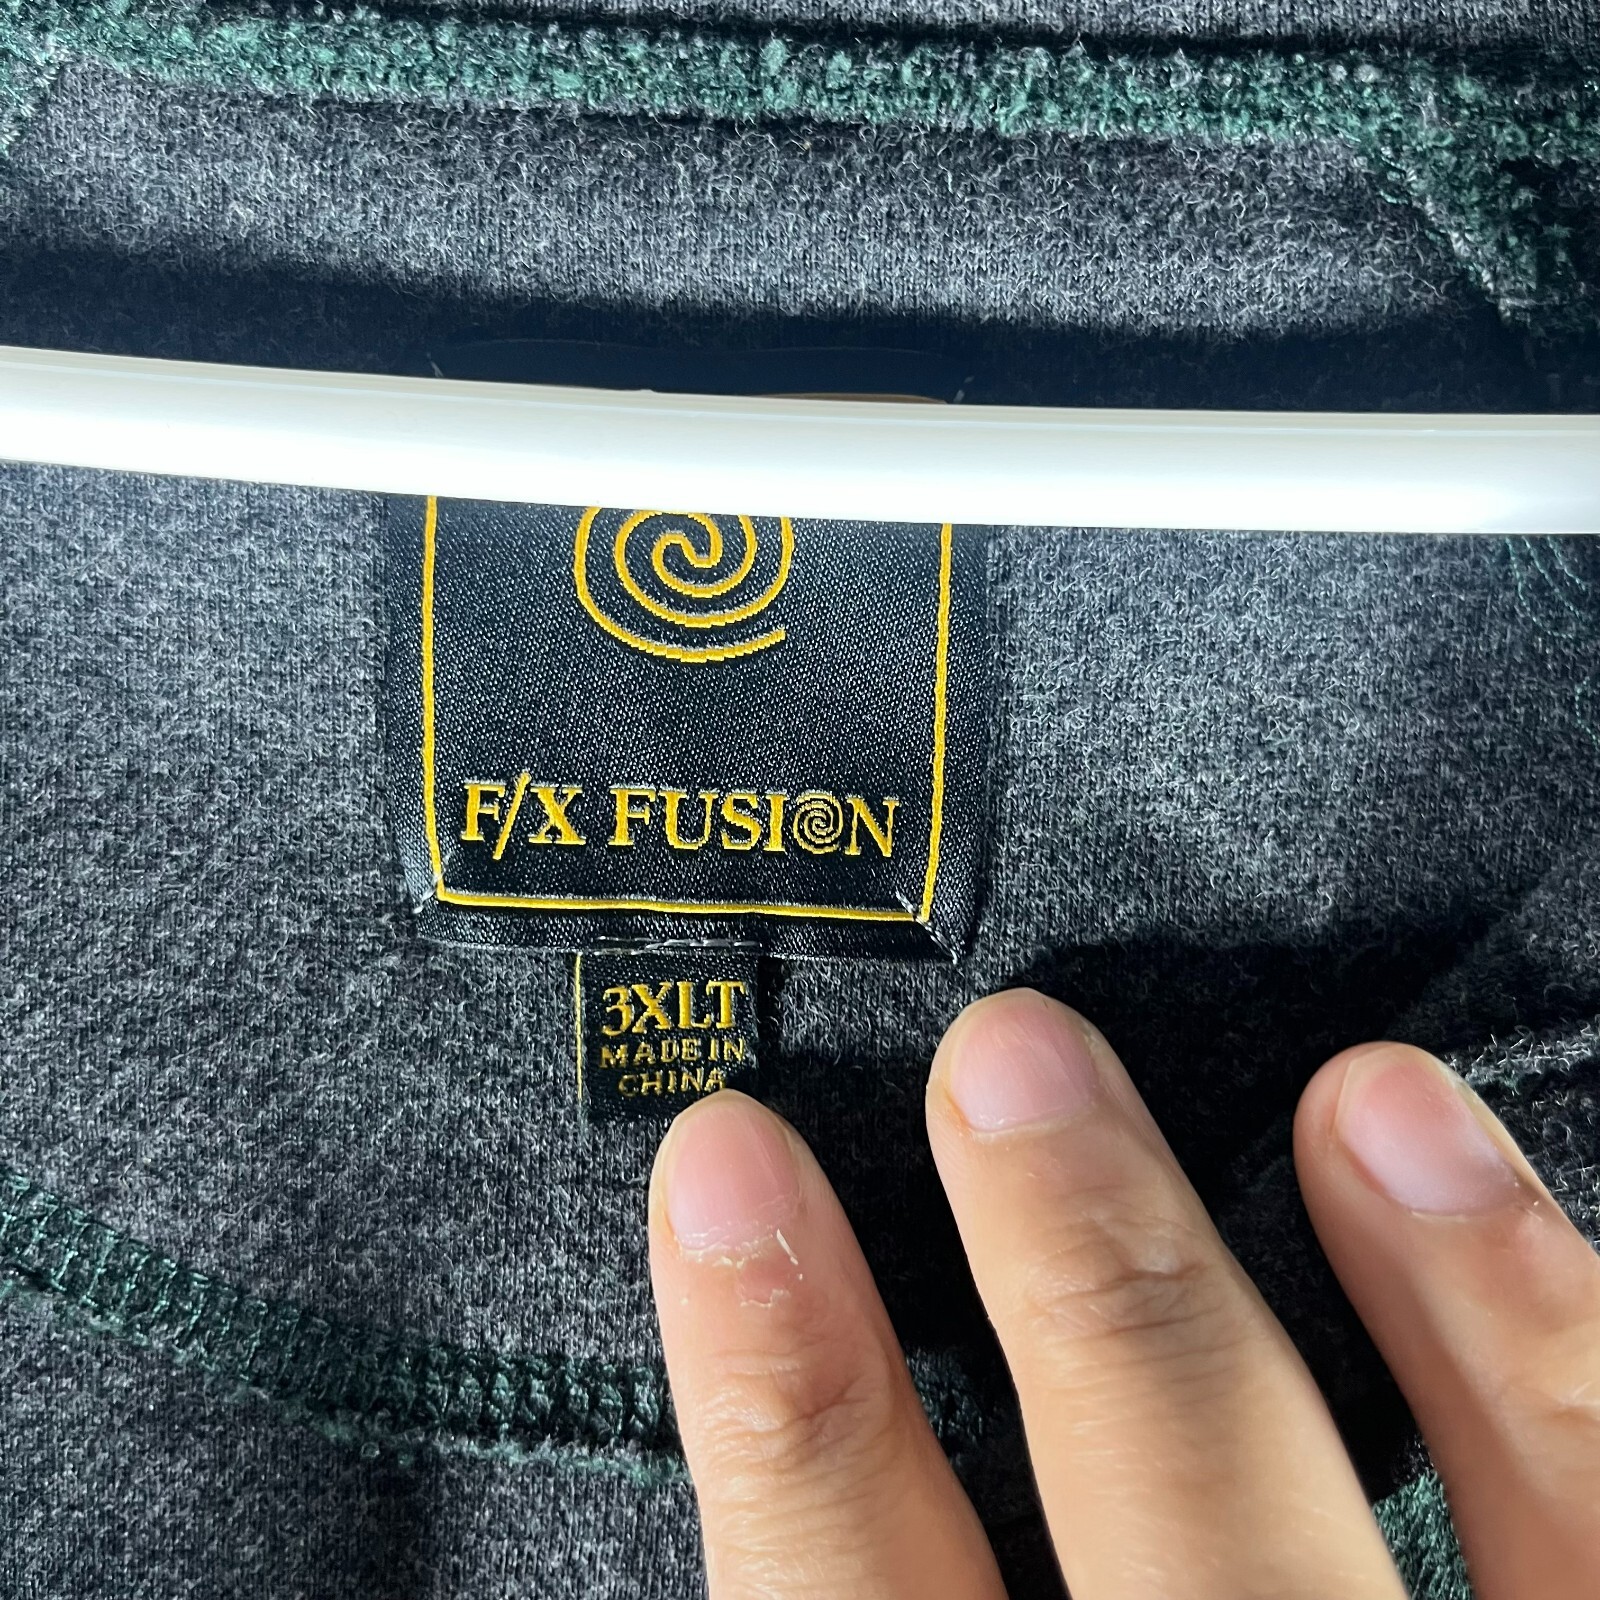 F/X FUSION
3XLT
MADE IN
CHINA